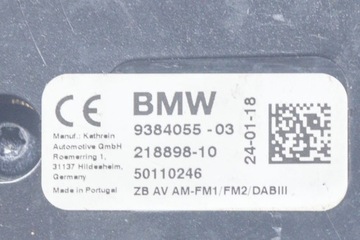 CE
BMW
Manuf.: Kathrein
Automotive GmbH
Roemerring 1,
31137 Hildesheim,
Germany
9384055 - 03
218898-10
50110246
24-01-18
Made in Portugal
ZB AV AM-FM1/FM2/DABIII